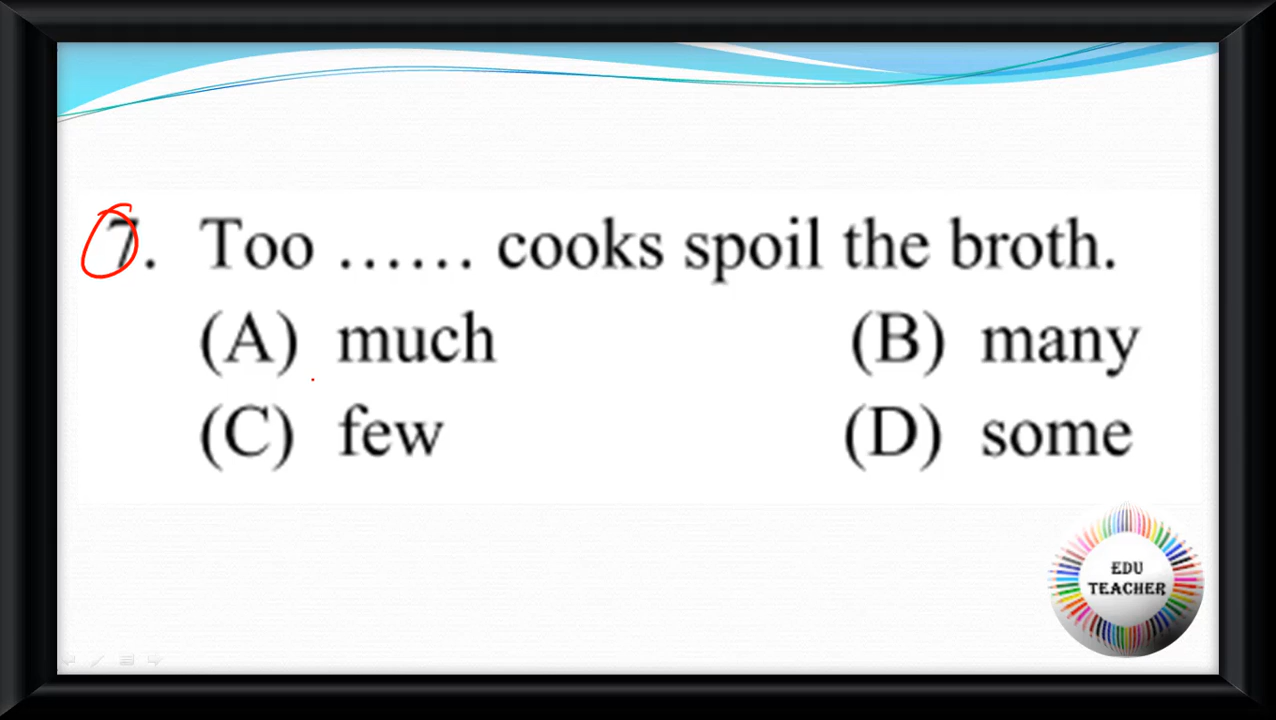 7. Too ...... cooks spoil the broth.
(A) much (B) many
(C) few (D) some
EDU
TEACHER